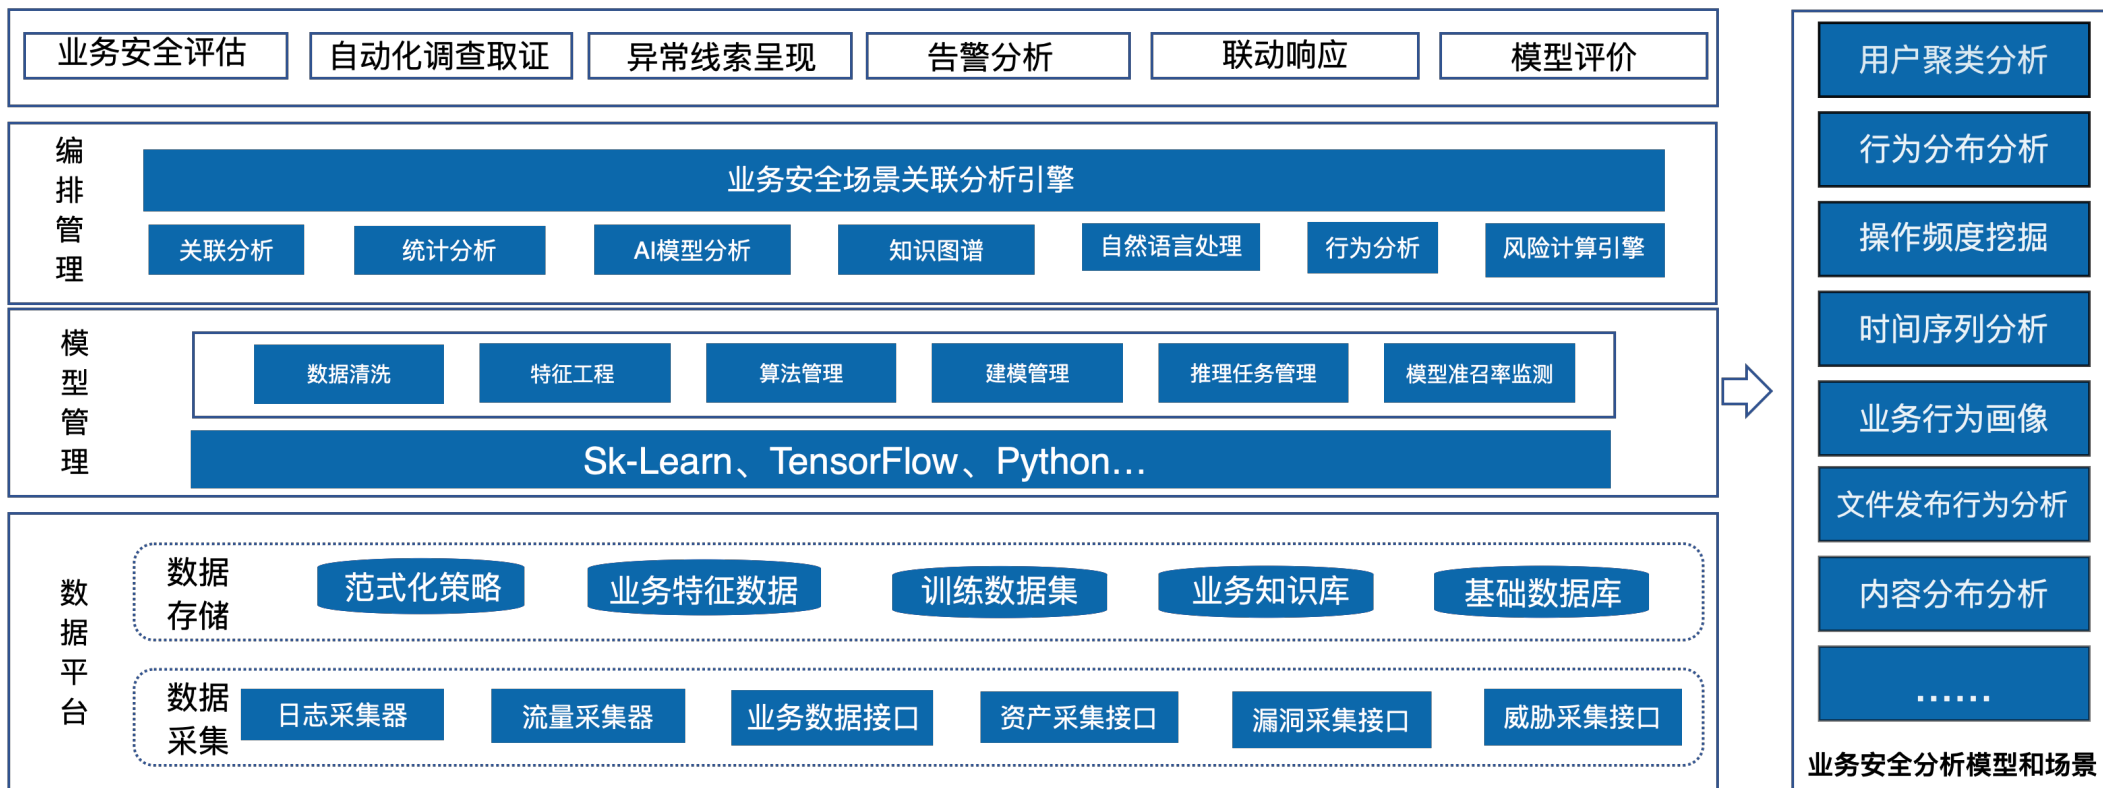 业务安全评估
自动化调查取证
异常线索呈现
告警分析
联动响应
模型评价
编排管理
业务安全场景关联分析引擎
关联分析
统计分析
AI模型分析
知识图谱
自然语言处理
行为分析
风险计算引擎
模型管理
数据清洗
特征工程
算法管理
建模管理
推理任务管理
模型准召率监测
Sk-Learn、TensorFlow、Python...
数据平台
数据
存储
范式化策略
业务特征数据
训练数据集
业务知识库
基础数据库
数据
采集
日志采集器
流量采集器
业务数据接口
资产采集接口
漏洞采集接口
威胁采集接口
用户聚类分析
行为分布分析
操作频度挖掘
时间序列分析
业务行为画像
文件发布行为分析
内容分布分析
......
业务安全分析模型和场景